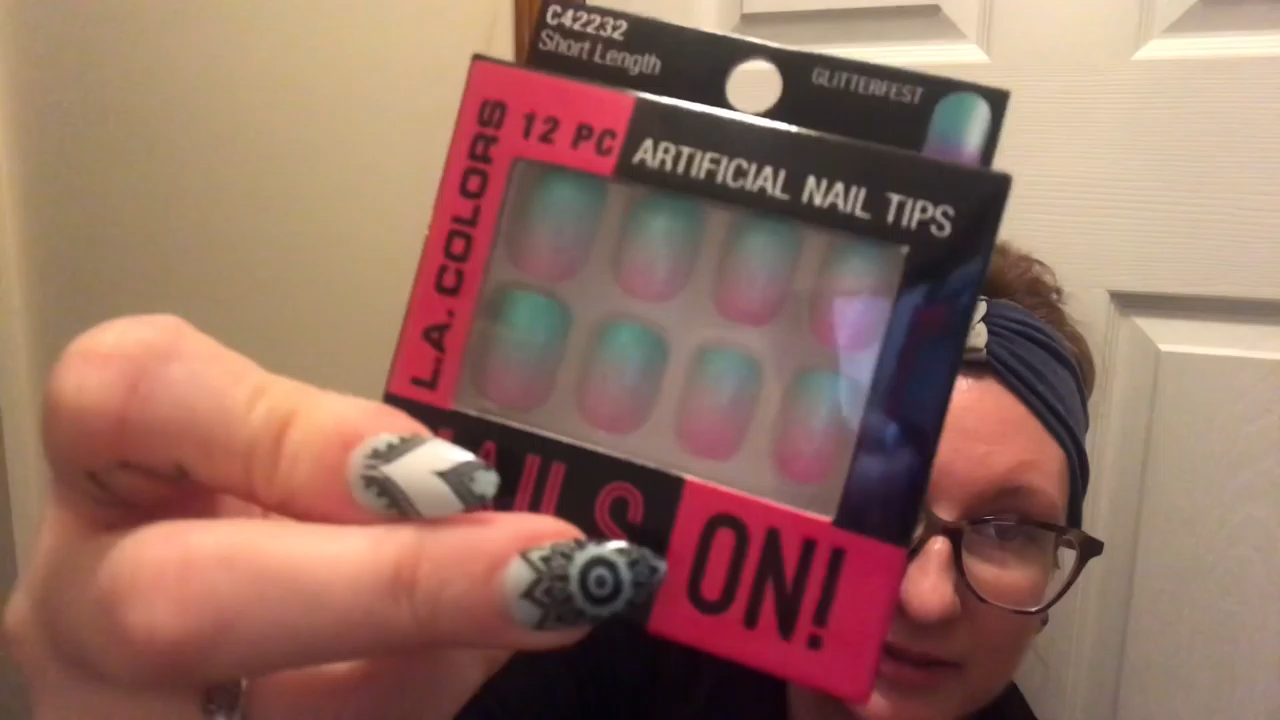 C42232
Short Length
GLITTERFEST
L.A. COLORS
12 PC
ARTIFICIAL NAIL TIPS
ON!